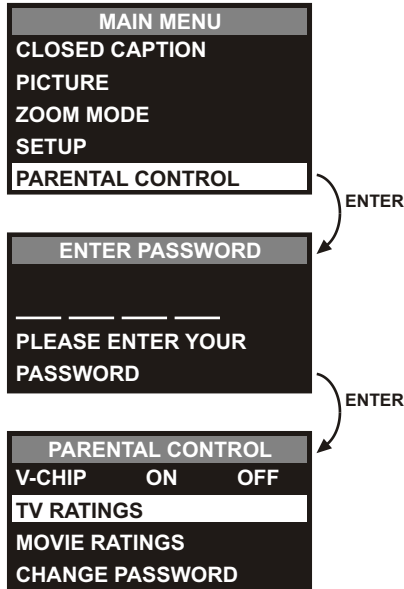 MAIN MENU
CLOSED CAPTION
PICTURE
ZOOM MODE
SETUP
PARENTAL CONTROL
ENTER
ENTER PASSWORD
PLEASE ENTER YOUR
PASSWORD
ENTER
PARENTAL CONTROL
V-CHIP ON OFF
TV RATINGS
MOVIE RATINGS
CHANGE PASSWORD